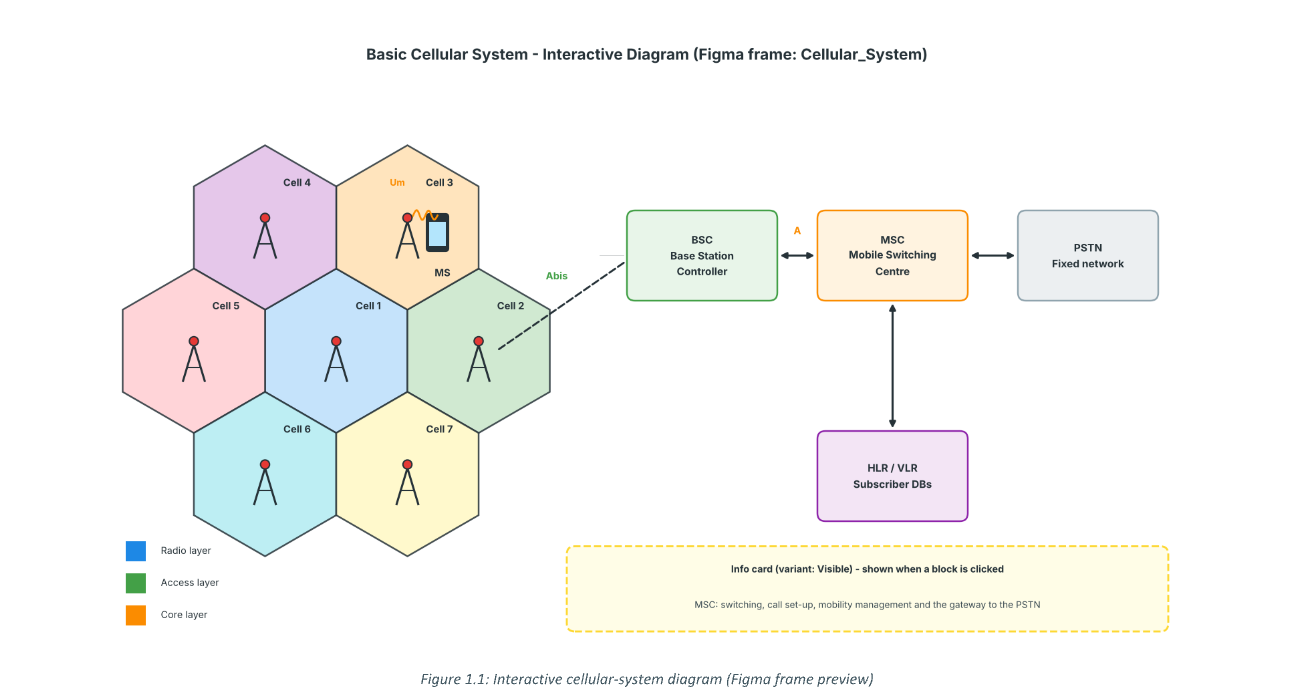 Basic Cellular System - Interactive Diagram (Figma frame: Cellular_System)
Cell 4
Um
Cell 3
MS
Cell 5
Cell 1
Cell 2
Cell 6
Cell 7
Abis
BSC
Base Station
Controller
A
MSC
Mobile Switching
Centre
PSTN
Fixed network
HLR / VLR
Subscriber DBs
Radio layer
Access layer
Core layer
Info card (variant: Visible) - shown when a block is clicked
MSC: switching, call set-up, mobility management and the gateway to the PSTN
Figure 1.1: Interactive cellular-system diagram (Figma frame preview)